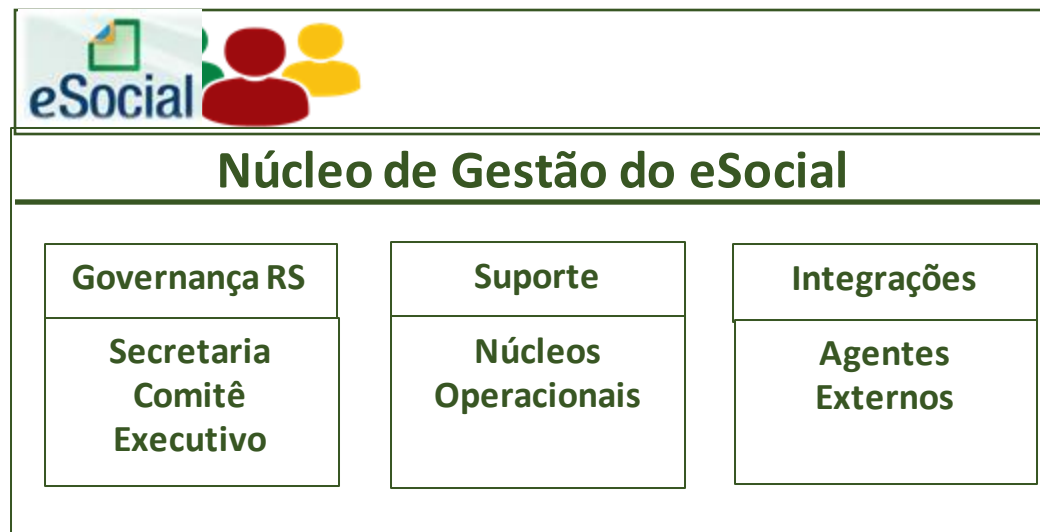 eSocial
Núcleo de Gestão do eSocial
Governança RS
Secretaria
Comitê
Executivo
Suporte
Núcleos
Operacionais
Integrações
Agentes
Externos